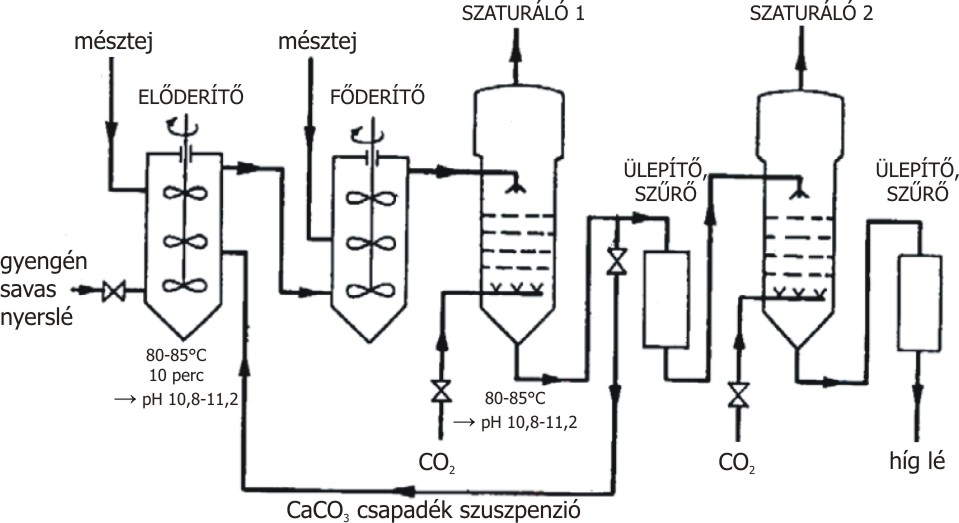 SZATURÁLÓ 1
SZATURÁLÓ 2
mésztej
mésztej
ELŐDERÍTŐ
FŐDERÍTŐ
ÜLEPÍTŐ,
SZŰRŐ
ÜLEPÍTŐ,
SZŰRŐ
gyengén
savas
nyerslé
80-85°C
10 perc
→ pH 10,8-11,2
80-85°C
→ pH 10,8-11,2
CO₂
CO₂
híg lé
CaCO₃ csapadék szuszpenzió